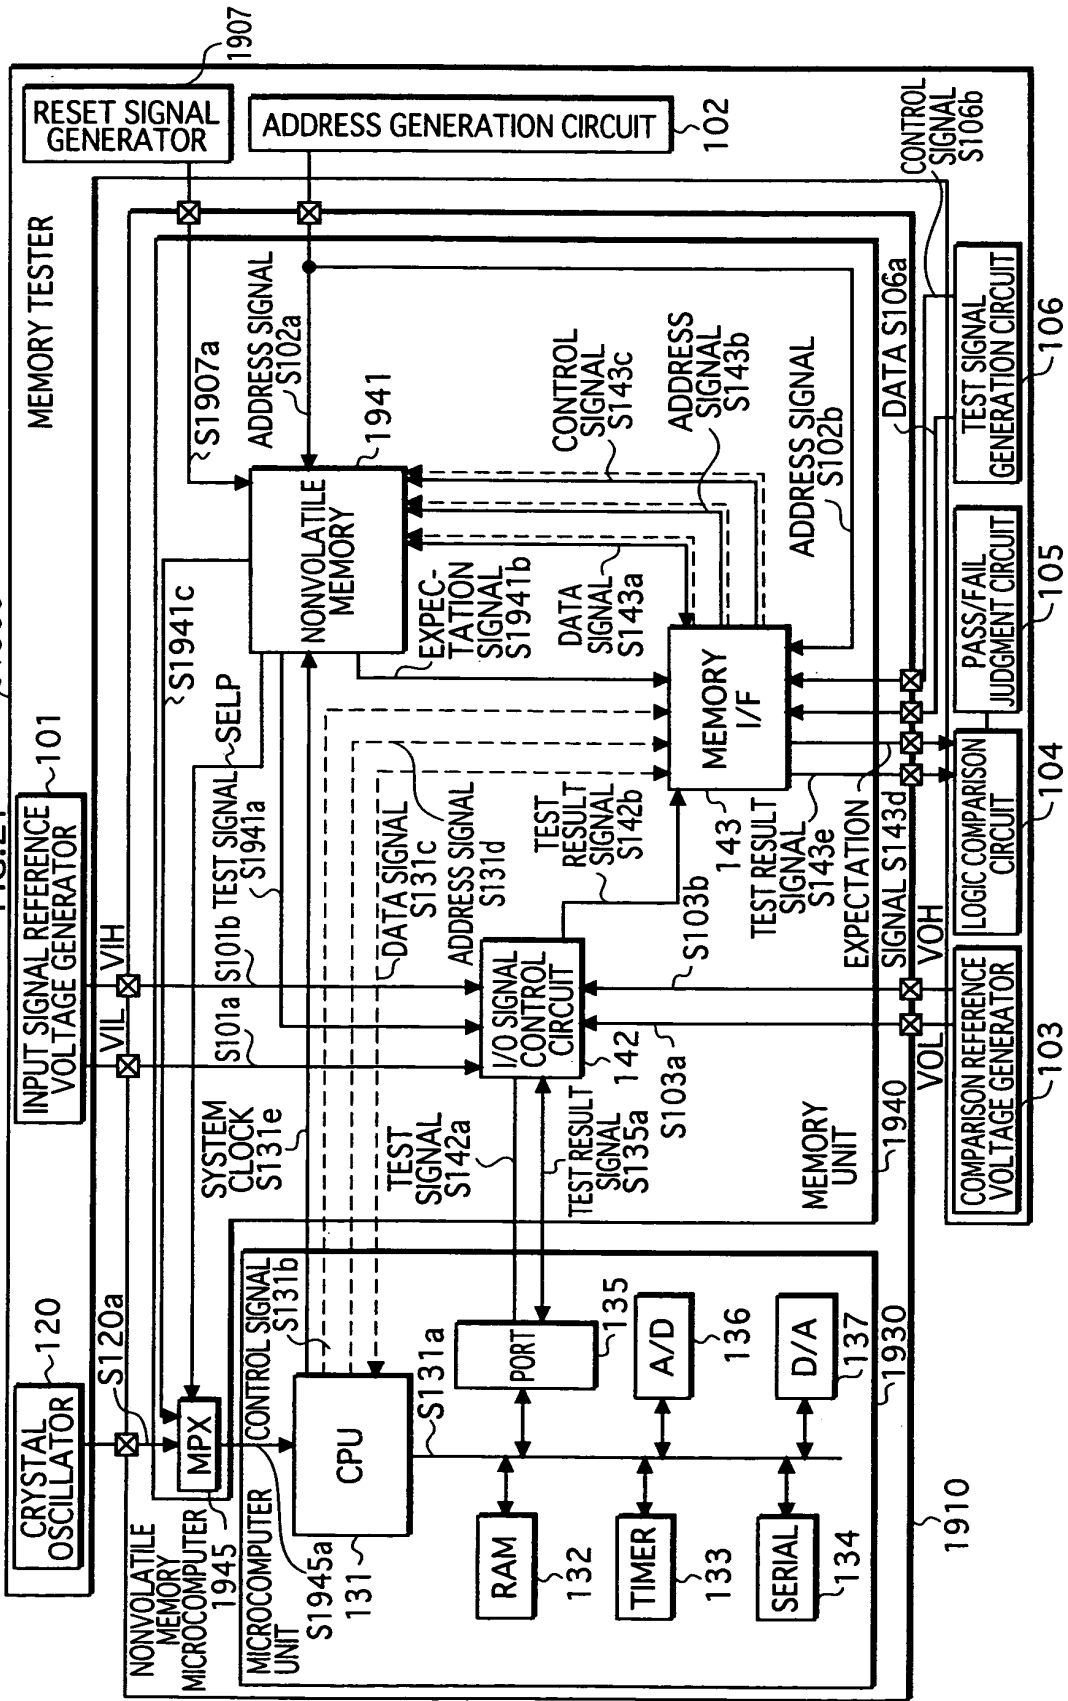 1907
RESET SIGNAL
GENERATOR
ADDRESS GENERATION CIRCUIT
102
MEMORY TESTER
INPUT SIGNAL REFERENCE
VOLTAGE GENERATOR
101
CRYSTAL
OSCILLATOR
120
S120a
VIL
VIH
S1941c
S1907a
ADDRESS SIGNAL
S102a
NONVOLATILE
MEMORY
1941
SELP
TEST SIGNAL
S1941a
S101b
S101a
SYSTEM
CLOCK
S131e
EXPEC-
TATION
SIGNAL
S1941b
DATA
SIGNAL
S143a
CONTROL
SIGNAL
S143c
ADDRESS
SIGNAL
S143b
ADDRESS SIGNAL
S102b
MPX
1945
NONVOLATILE
MEMORY
MICROCOMPUTER
CONTROL SIGNAL
S131b
DATA SIGNAL
S131c
ADDRESS SIGNAL
S131d
MICROCOMPUTER
UNIT
S1945a
CPU
131
S131a
RAM
132
TIMER
133
SERIAL
134
PORT
135
A/D
136
D/A
137
1930
1910
TEST
SIGNAL
S142a
TEST RESULT
SIGNAL
S135a
I/O SIGNAL
CONTROL
CIRCUIT
142
TEST
RESULT
SIGNAL
S142b
MEMORY
I/F
143
S103a
S103b
TEST RESULT
SIGNAL
S143e
EXPECTATION
SIGNAL S143d
MEMORY
UNIT
1940
VOL
VOH
DATA S106a
CONTROL
SIGNAL
S106b
COMPARISON REFERENCE
VOLTAGE GENERATOR
103
LOGIC COMPARISON
CIRCUIT
104
PASS/FAIL
JUDGMENT CIRCUIT
105
TEST SIGNAL
GENERATION CIRCUIT
106